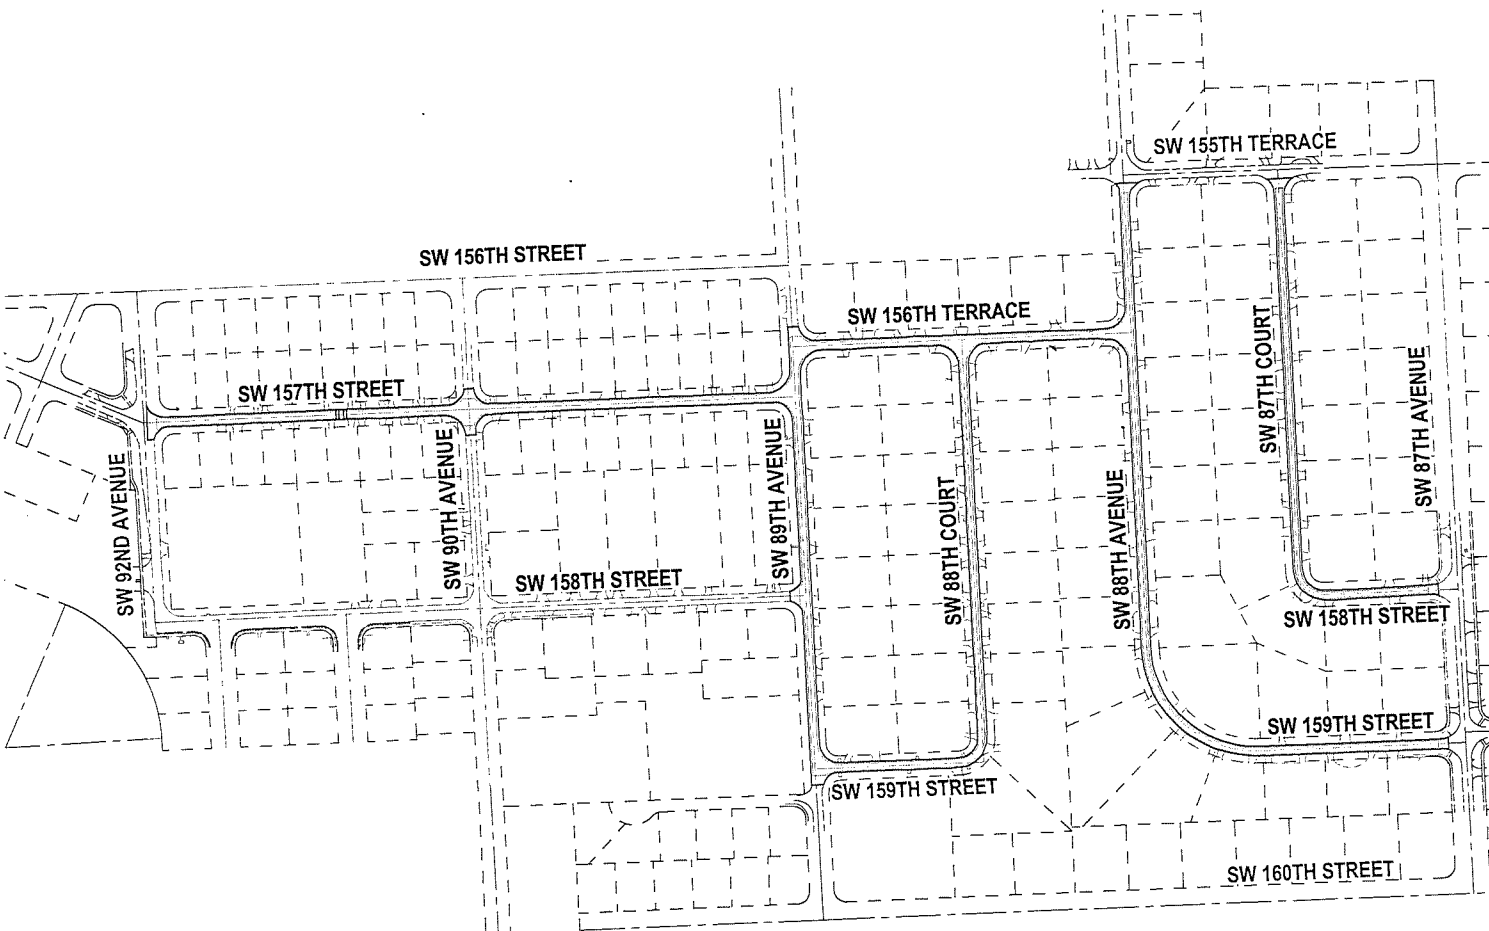 SW 155TH TERRACE
SW 156TH STREET
SW 156TH TERRACE
SW 157TH STREET
SW 87TH COURT
SW 87TH AVENUE
SW 92ND AVENUE
SW 90TH AVENUE
SW 89TH AVENUE
SW 88TH COURT
SW 88TH AVENUE
SW 158TH STREET
SW 158TH STREET
SW 159TH STREET
SW 159TH STREET
SW 160TH STREET